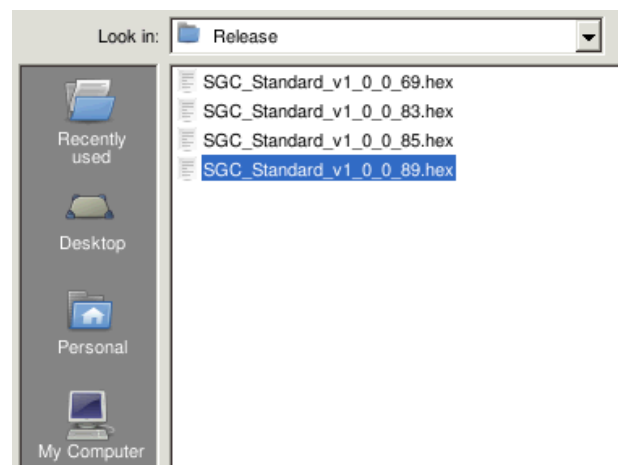 Look in: Release
SGC_Standard_v1_0_0_69.hex
SGC_Standard_v1_0_0_83.hex
SGC_Standard_v1_0_0_85.hex
SGC_Standard_v1_0_0_89.hex
Recently
used
Desktop
Personal
My Computer